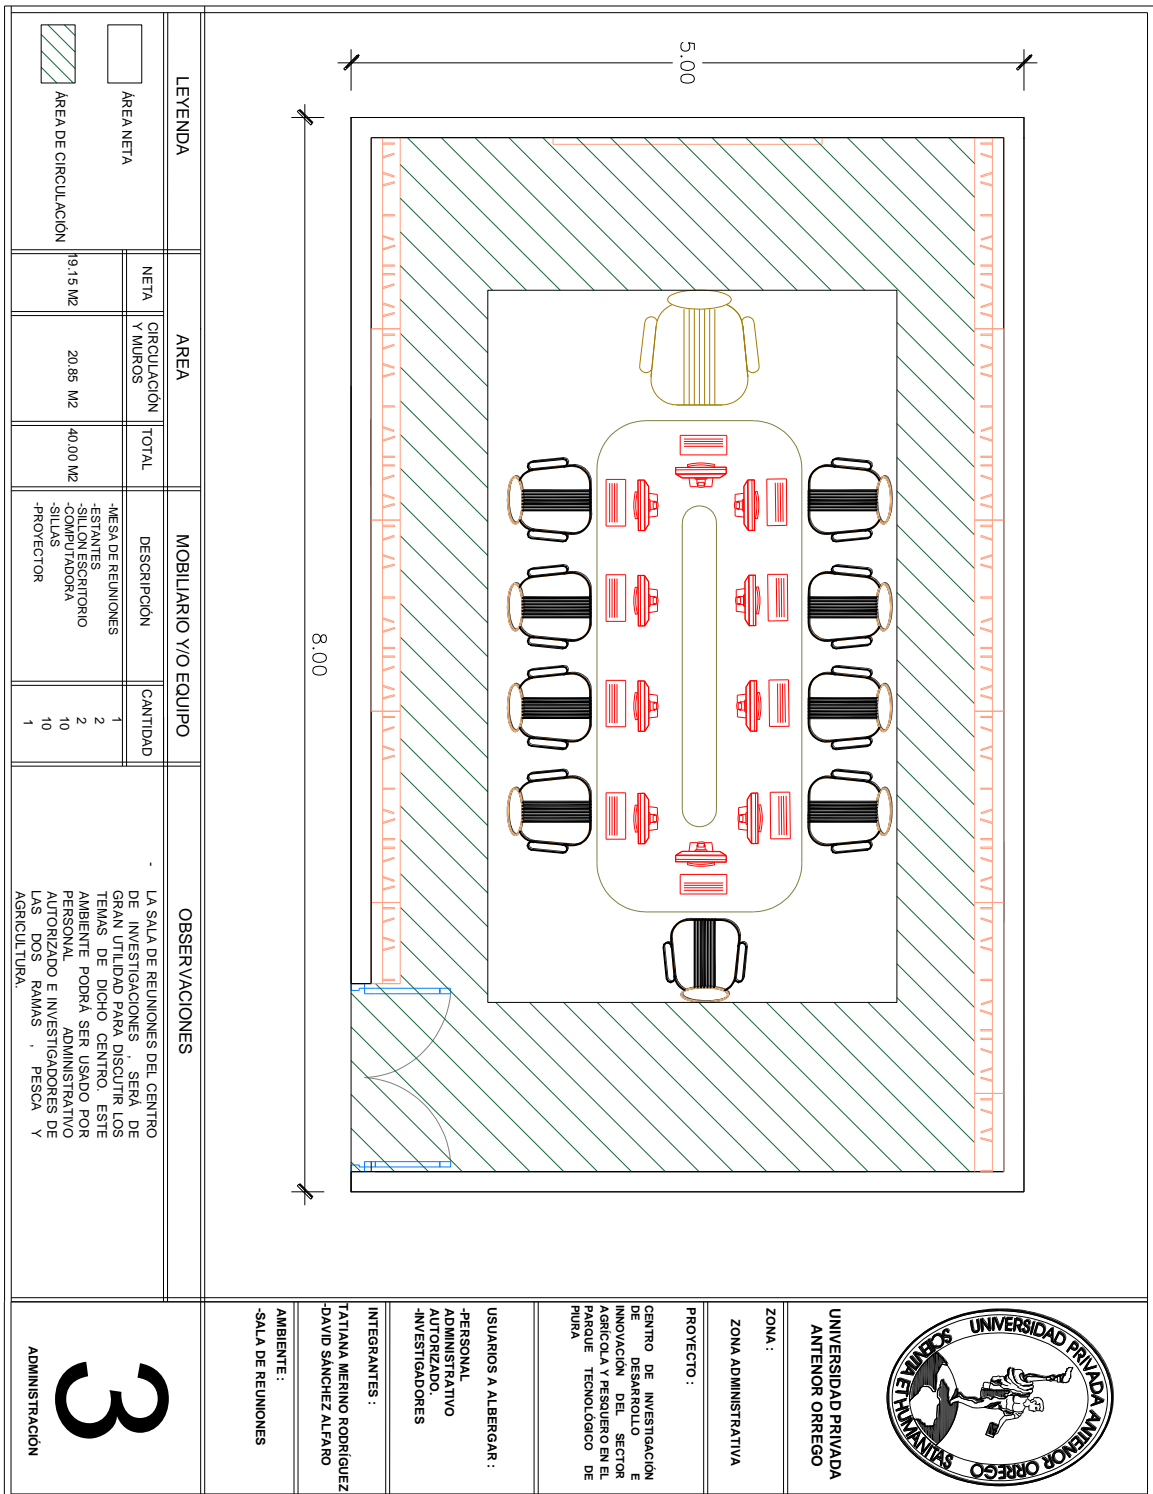 5.00
8.00
LEYENDA
ÁREA NETA
ÁREA DE CIRCULACIÓN
AREA
NETA
CIRCULACIÓN
Y MUROS
TOTAL
19.15 M2
20.85 M2
40.00 M2
MOBILIARIO Y/O EQUIPO
DESCRIPCIÓN
CANTIDAD
-MESA DE REUNIONES 1
-ESTANTES 2
-SILLON ESCRITORIO 2
-COMPUTADORA 10
-SILLAS 10
-PROYECTOR 1
OBSERVACIONES
- LA SALA DE REUNIONES DEL CENTRO
DE INVESTIGACIONES , SERÁ DE
GRAN UTILIDAD PARA DISCUTIR LOS
TEMAS DE DICHO CENTRO. ESTE
AMBIENTE PODRÁ SER USADO POR
PERSONAL ADMINISTRATIVO
AUTORIZADO E INVESTIGADORES DE
LAS DOS RAMAS , PESCA Y
AGRICULTURA.
UNIVERSIDAD PRIVADA ANTENOR ORREGO
SCIENTIA ET HUMANITAS
UNIVERSIDAD PRIVADA
ANTENOR ORREGO
ZONA :
ZONA ADMINISTRATIVA
PROYECTO :
CENTRO DE INVESTIGACIÓN
DE DESARROLLO E
INNOVACIÓN DEL SECTOR
AGRÍCOLA Y PESQUERO EN EL
PARQUE TECNOLÓGICO DE
PIURA
USUARIOS A ALBERGAR :
-PERSONAL
ADMINISTRATIVO
AUTORIZADO.
-INVESTIGADORES
INTEGRANTES :
TATIANA MERINO RODRÍGUEZ
-DAVID SÁNCHEZ ALFARO
AMBIENTE :
-SALA DE REUNIONES
3
ADMINISTRACIÓN